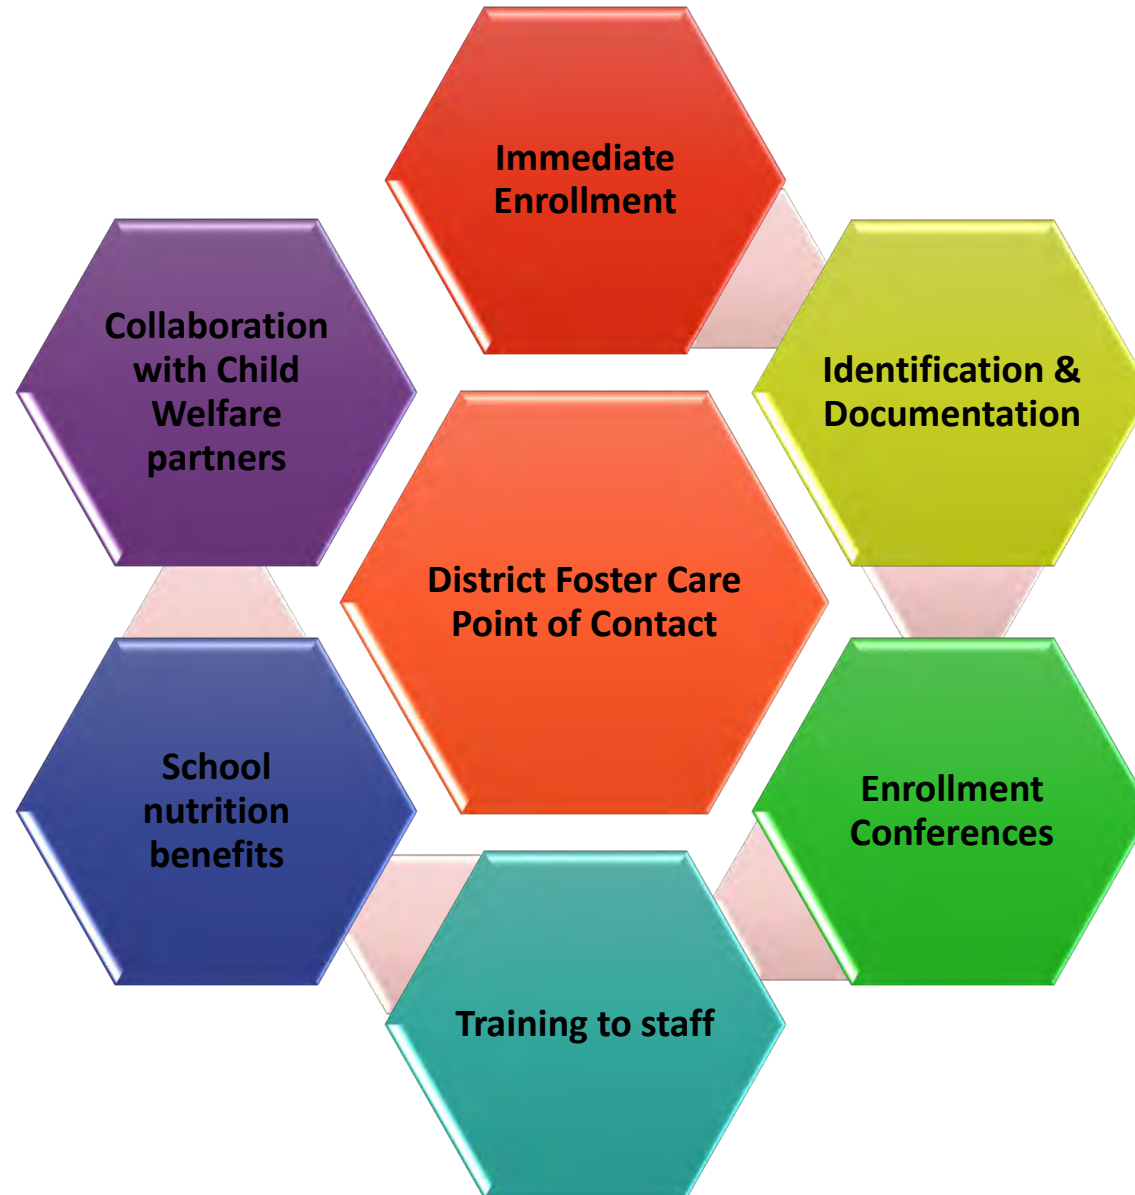 Immediate
Enrollment
Identification &
Documentation
Enrollment
Conferences
Training to staff
School
nutrition
benefits
Collaboration
with Child
Welfare
partners
District Foster Care
Point of Contact